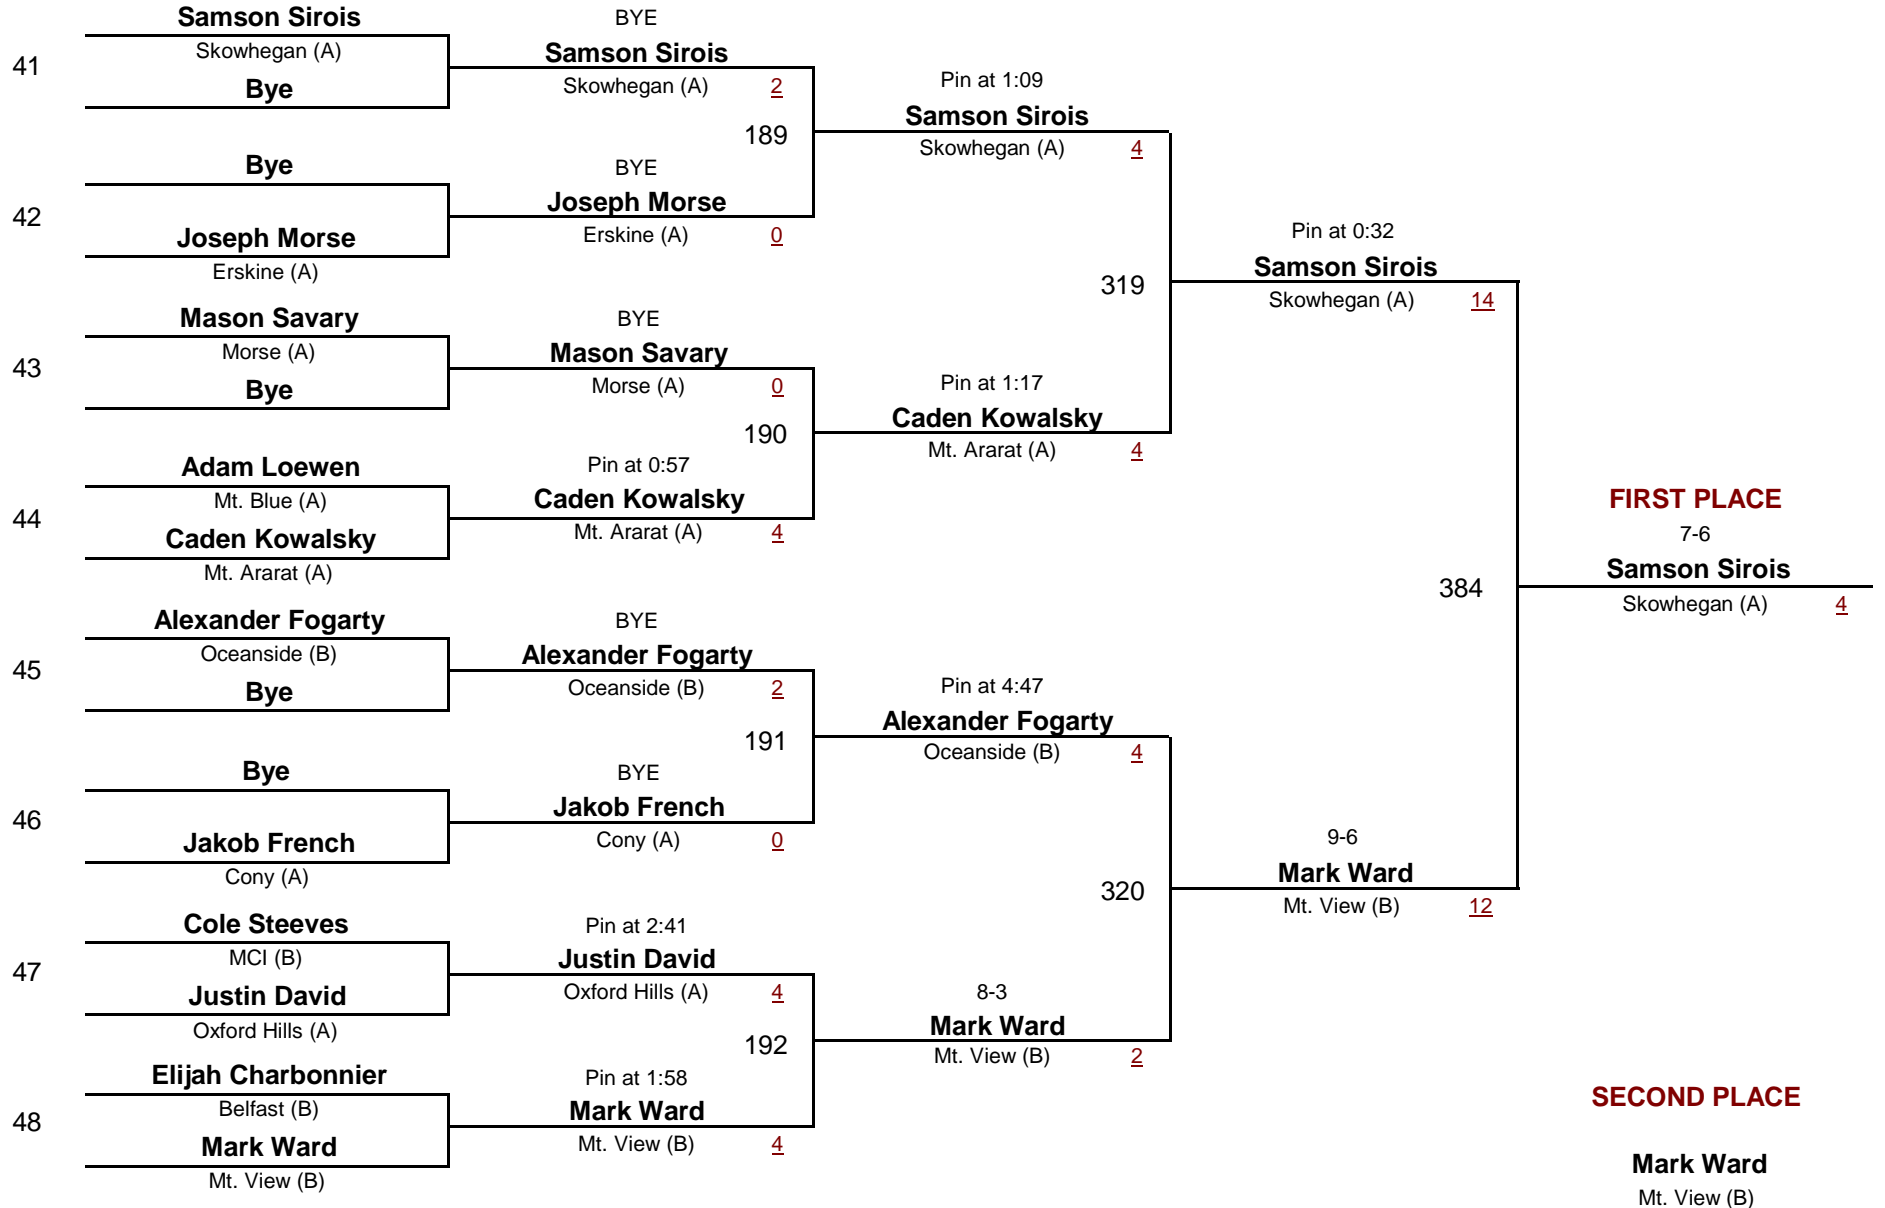 Samson Sirois
Skowhegan (A)
41
Bye
Bye
42
Joseph Morse
Erskine (A)
Mason Savary
Morse (A)
43
Bye
Adam Loewen
Mt. Blue (A)
44
Caden Kowalsky
Mt. Ararat (A)
Alexander Fogarty
Oceanside (B)
45
Bye
Bye
46
Jakob French
Cony (A)
Cole Steeves
MCI (B)
47
Justin David
Oxford Hills (A)
Elijah Charbonnier
Belfast (B)
48
Mark Ward
Mt. View (B)
BYE
Samson Sirois
Skowhegan (A) 2
189
BYE
Joseph Morse
Erskine (A) 0
BYE
Mason Savary
Morse (A) 0
190
Pin at 0:57
Caden Kowalsky
Mt. Ararat (A) 4
BYE
Alexander Fogarty
Oceanside (B) 2
191
BYE
Jakob French
Cony (A) 0
Pin at 2:41
Justin David
Oxford Hills (A) 4
192
Pin at 1:58
Mark Ward
Mt. View (B) 4
Pin at 1:09
Samson Sirois
Skowhegan (A) 4
319
Pin at 1:17
Caden Kowalsky
Mt. Ararat (A) 4
Pin at 4:47
Alexander Fogarty
Oceanside (B) 4
320
8-3
Mark Ward
Mt. View (B) 2
Pin at 0:32
Samson Sirois
Skowhegan (A) 14
384
9-6
Mark Ward
Mt. View (B) 12
FIRST PLACE
7-6
Samson Sirois
Skowhegan (A) 4
SECOND PLACE
Mark Ward
Mt. View (B)